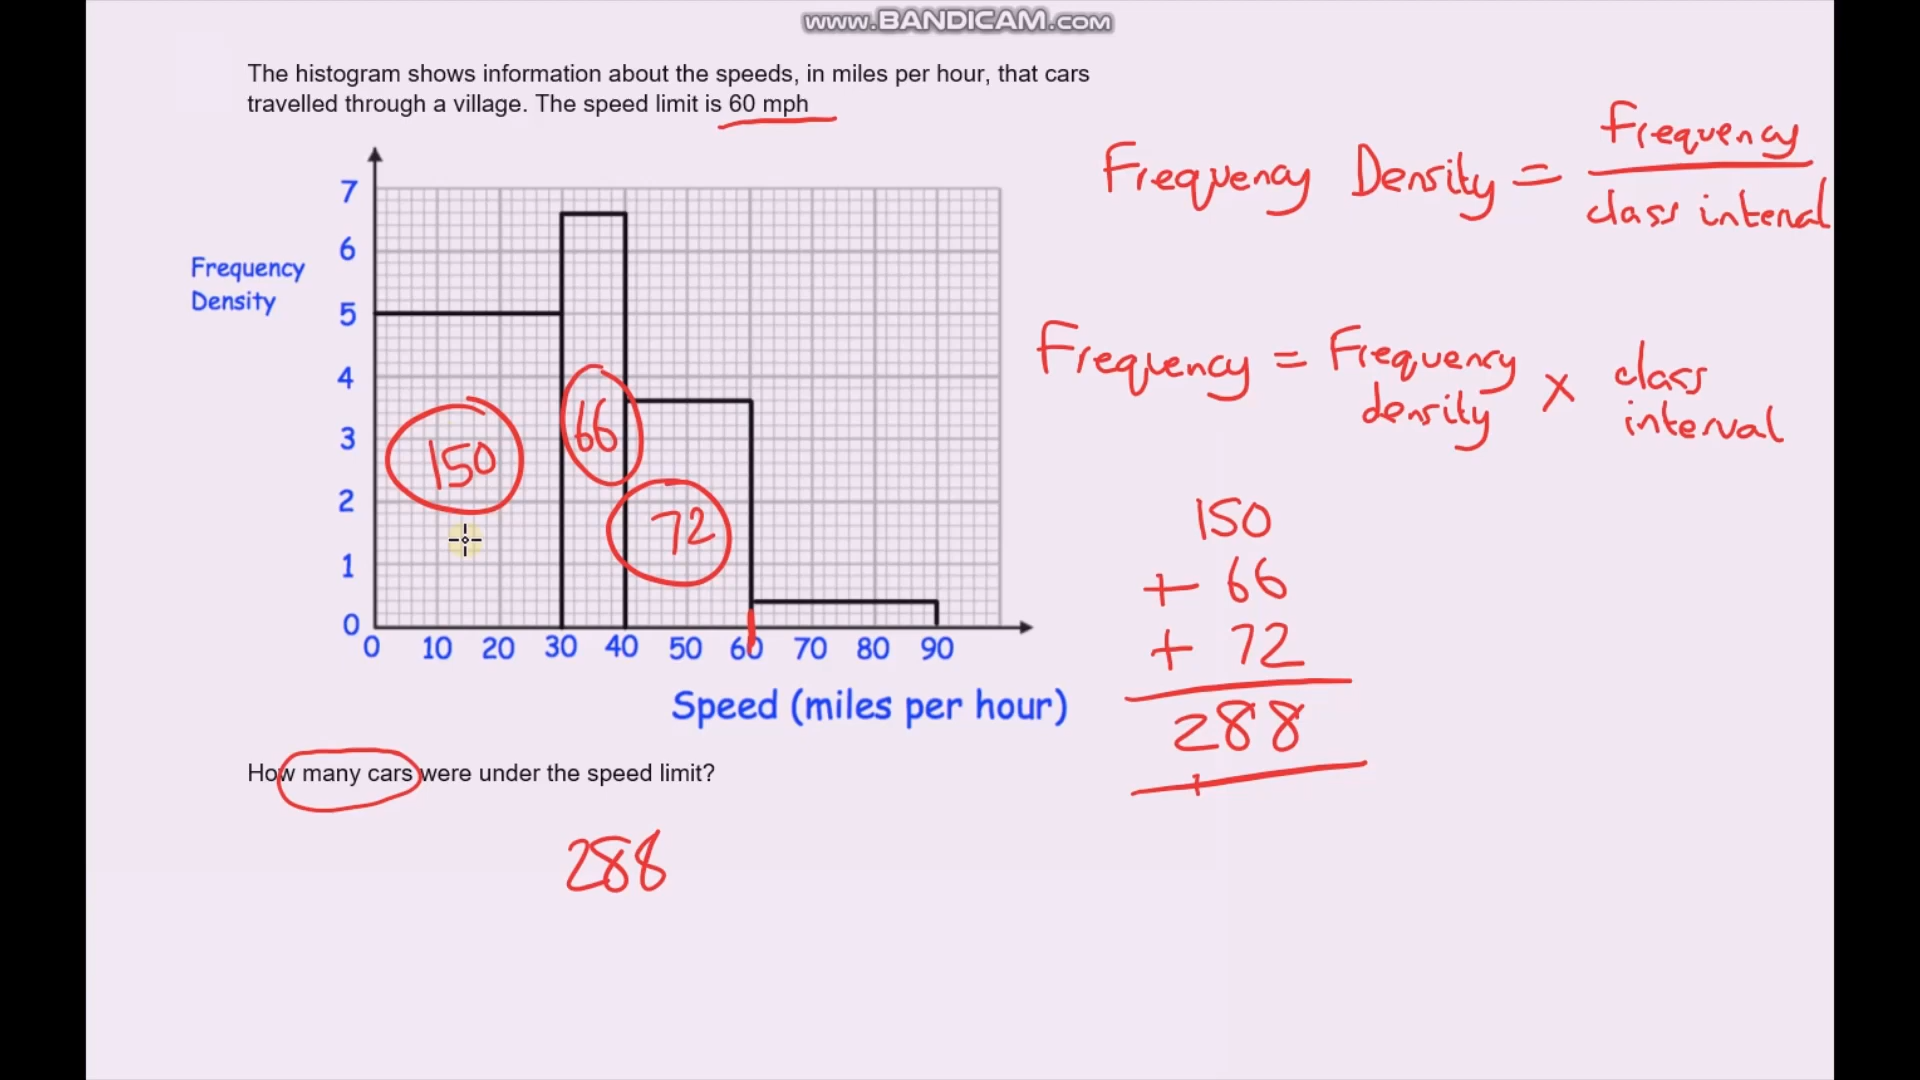 www.BANDICAM.com
The histogram shows information about the speeds, in miles per hour, that cars
travelled through a village. The speed limit is 60 mph
Frequency Density = Frequency
class interval
7
6
5
4
3
2
1
0
Frequency
Density
0 10 20 30 40 50 60 70 80 90
Speed (miles per hour)
150
66
72
Frequency = Frequency density × class interval
150
+ 66
+ 72
288
How many cars were under the speed limit?
288